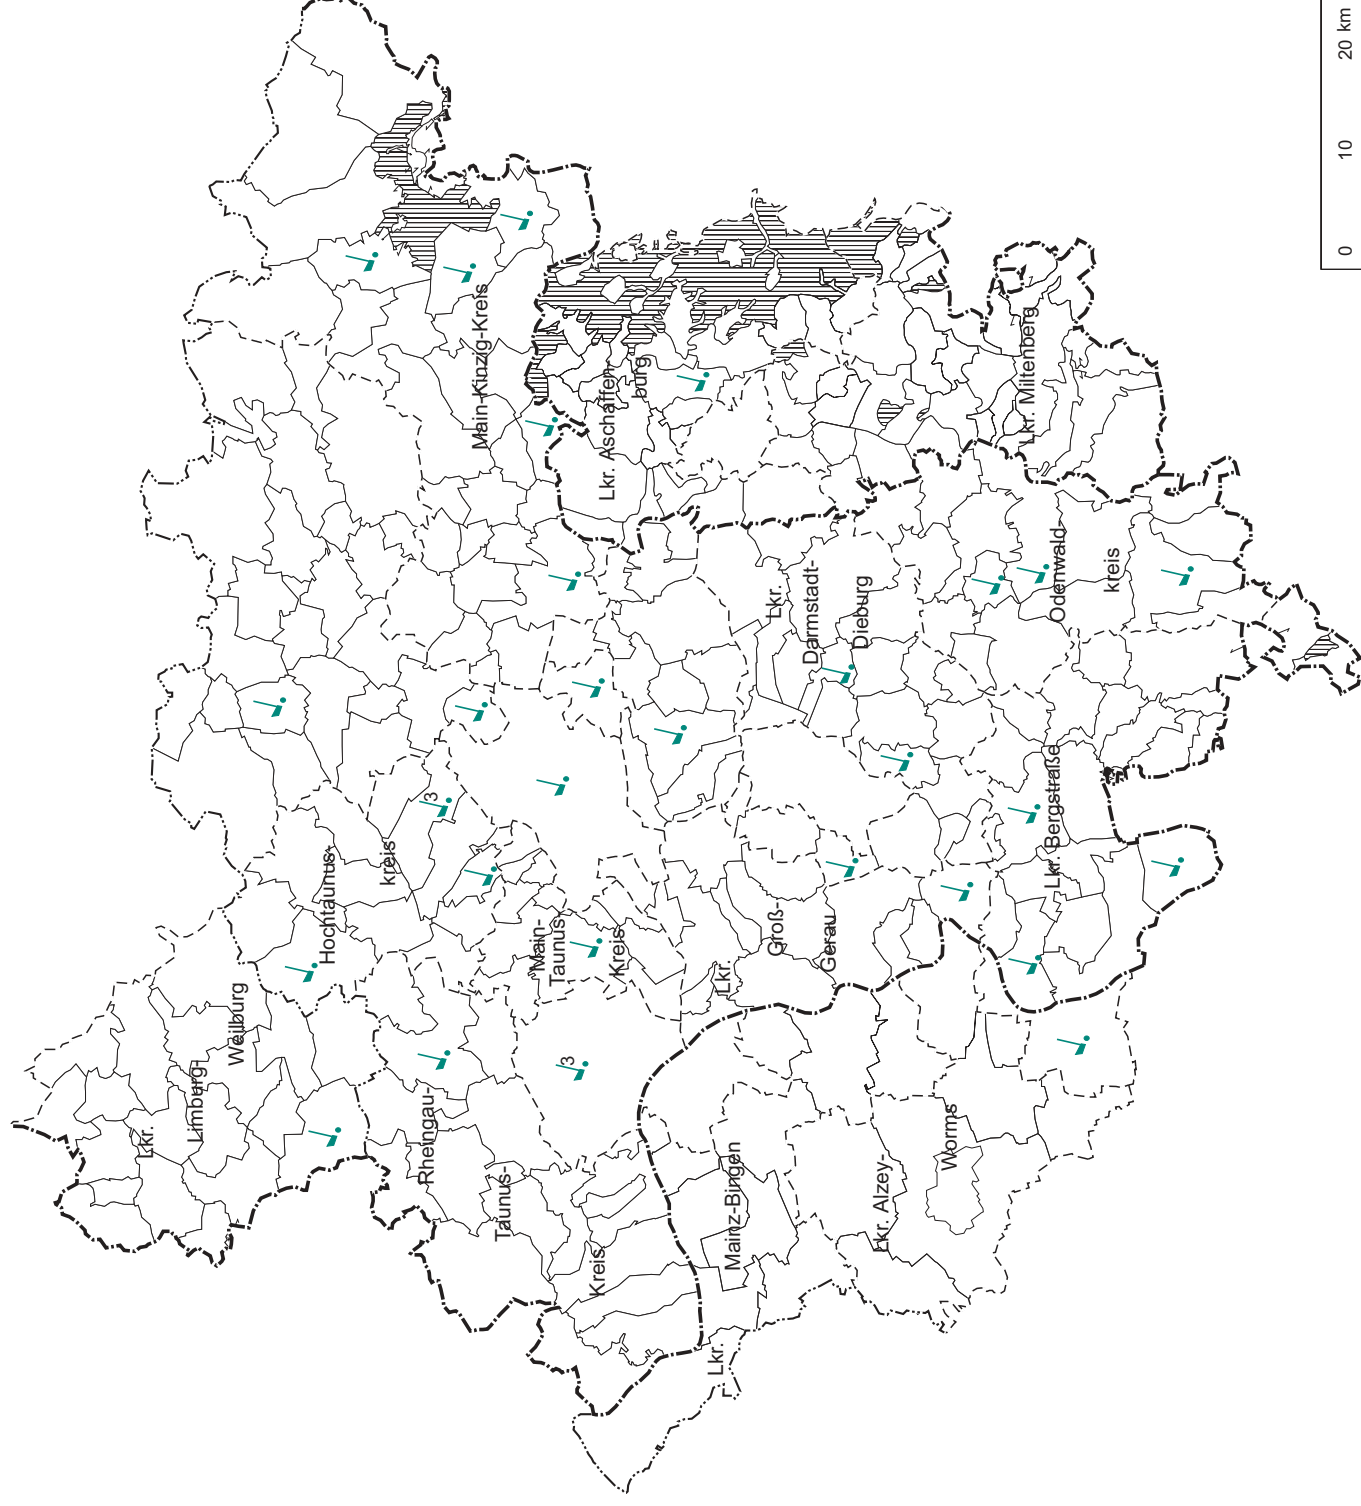 Lkr.
Limburg-
Weilburg
Hochtaunus-
kreis
3
Rheingau-
Taunus-
Kreis
3
Main-
Taunus-
Kreis
Main-Kinzig-Kreis
Lkr. Aschaffen-
burg
Lkr.
Groß-
Gerau
Lkr.
Darmstadt-
Dieburg
Lkr. Miltenberg
Odenwald-
kreis
Lkr. Bergstraße
Lkr.
Mainz-Bingen
Lkr. Alzey-
Worms
0 10 20 km